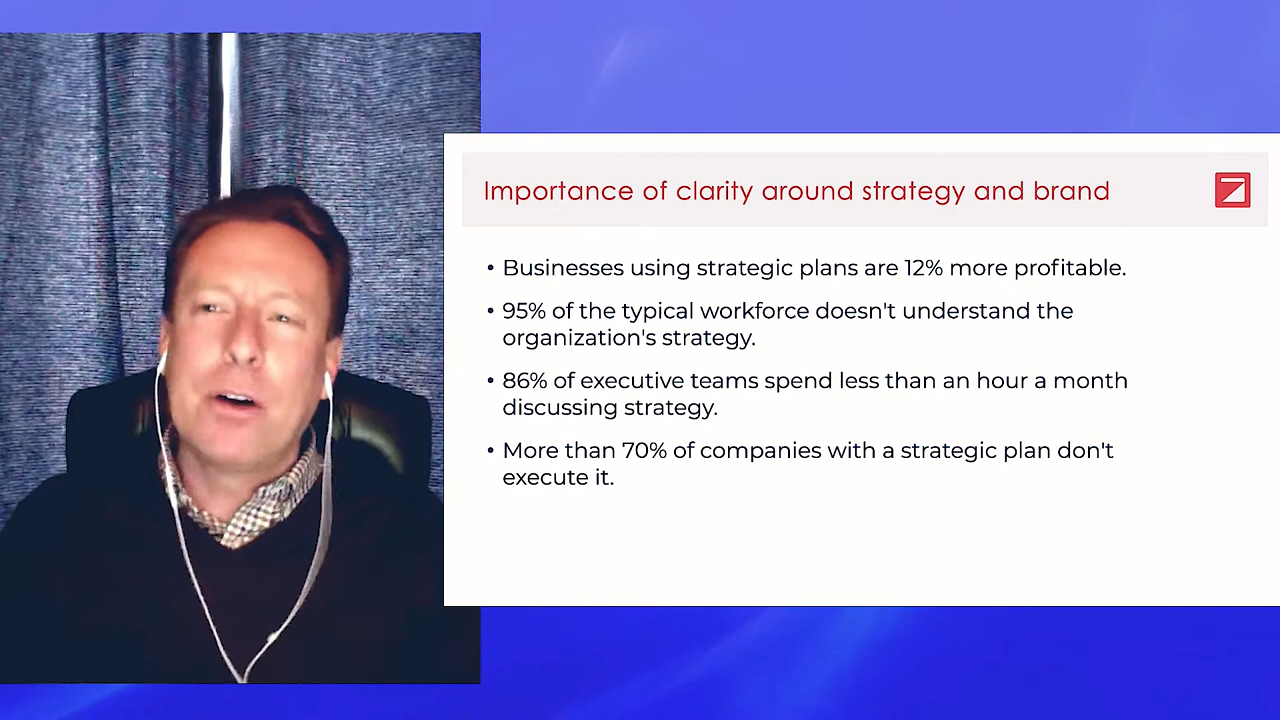 Importance of clarity around strategy and brand
• Businesses using strategic plans are 12% more profitable.
• 95% of the typical workforce doesn't understand the
organization's strategy.
• 86% of executive teams spend less than an hour a month
discussing strategy.
• More than 70% of companies with a strategic plan don't
execute it.